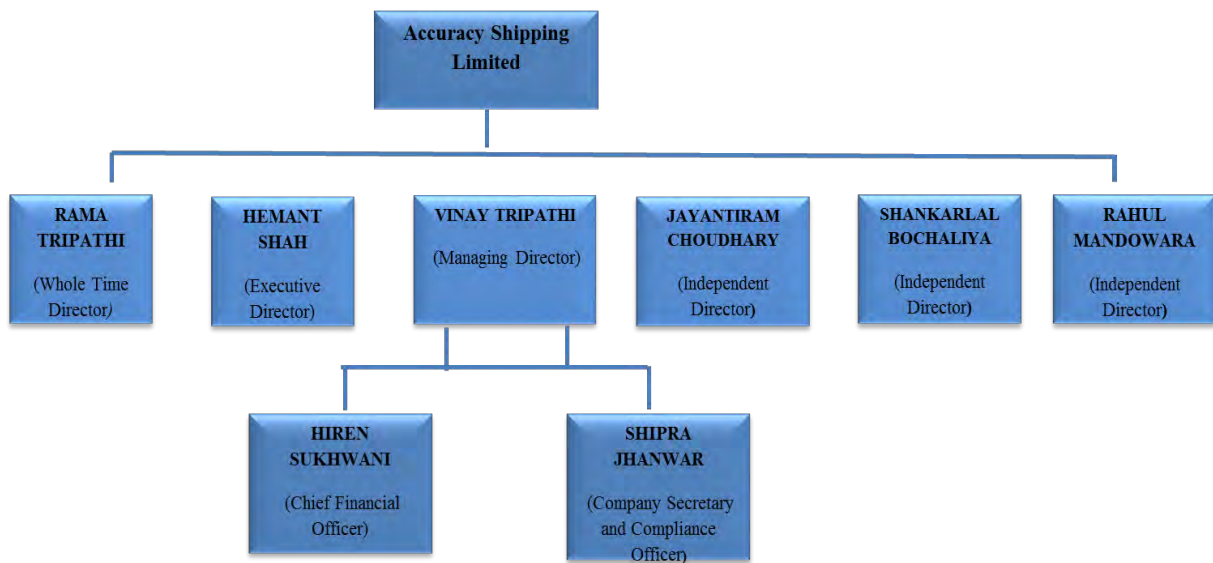 Accuracy Shipping
Limited
RAMA
TRIPATHI
(Whole Time
Director)
HEMANT
SHAH
(Executive
Director)
VINAY TRIPATHI
(Managing Director)
JAYANTIRAM
CHOUDHARY
(Independent
Director)
SHANKARLAL
BOCHALIYA
(Independent
Director)
RAHUL
MANDOWARA
(Independent
Director)
HIREN
SUKHWANI
(Chief Financial
Officer)
SHIPRA
JHANWAR
(Company Secretary
and Compliance
Officer)